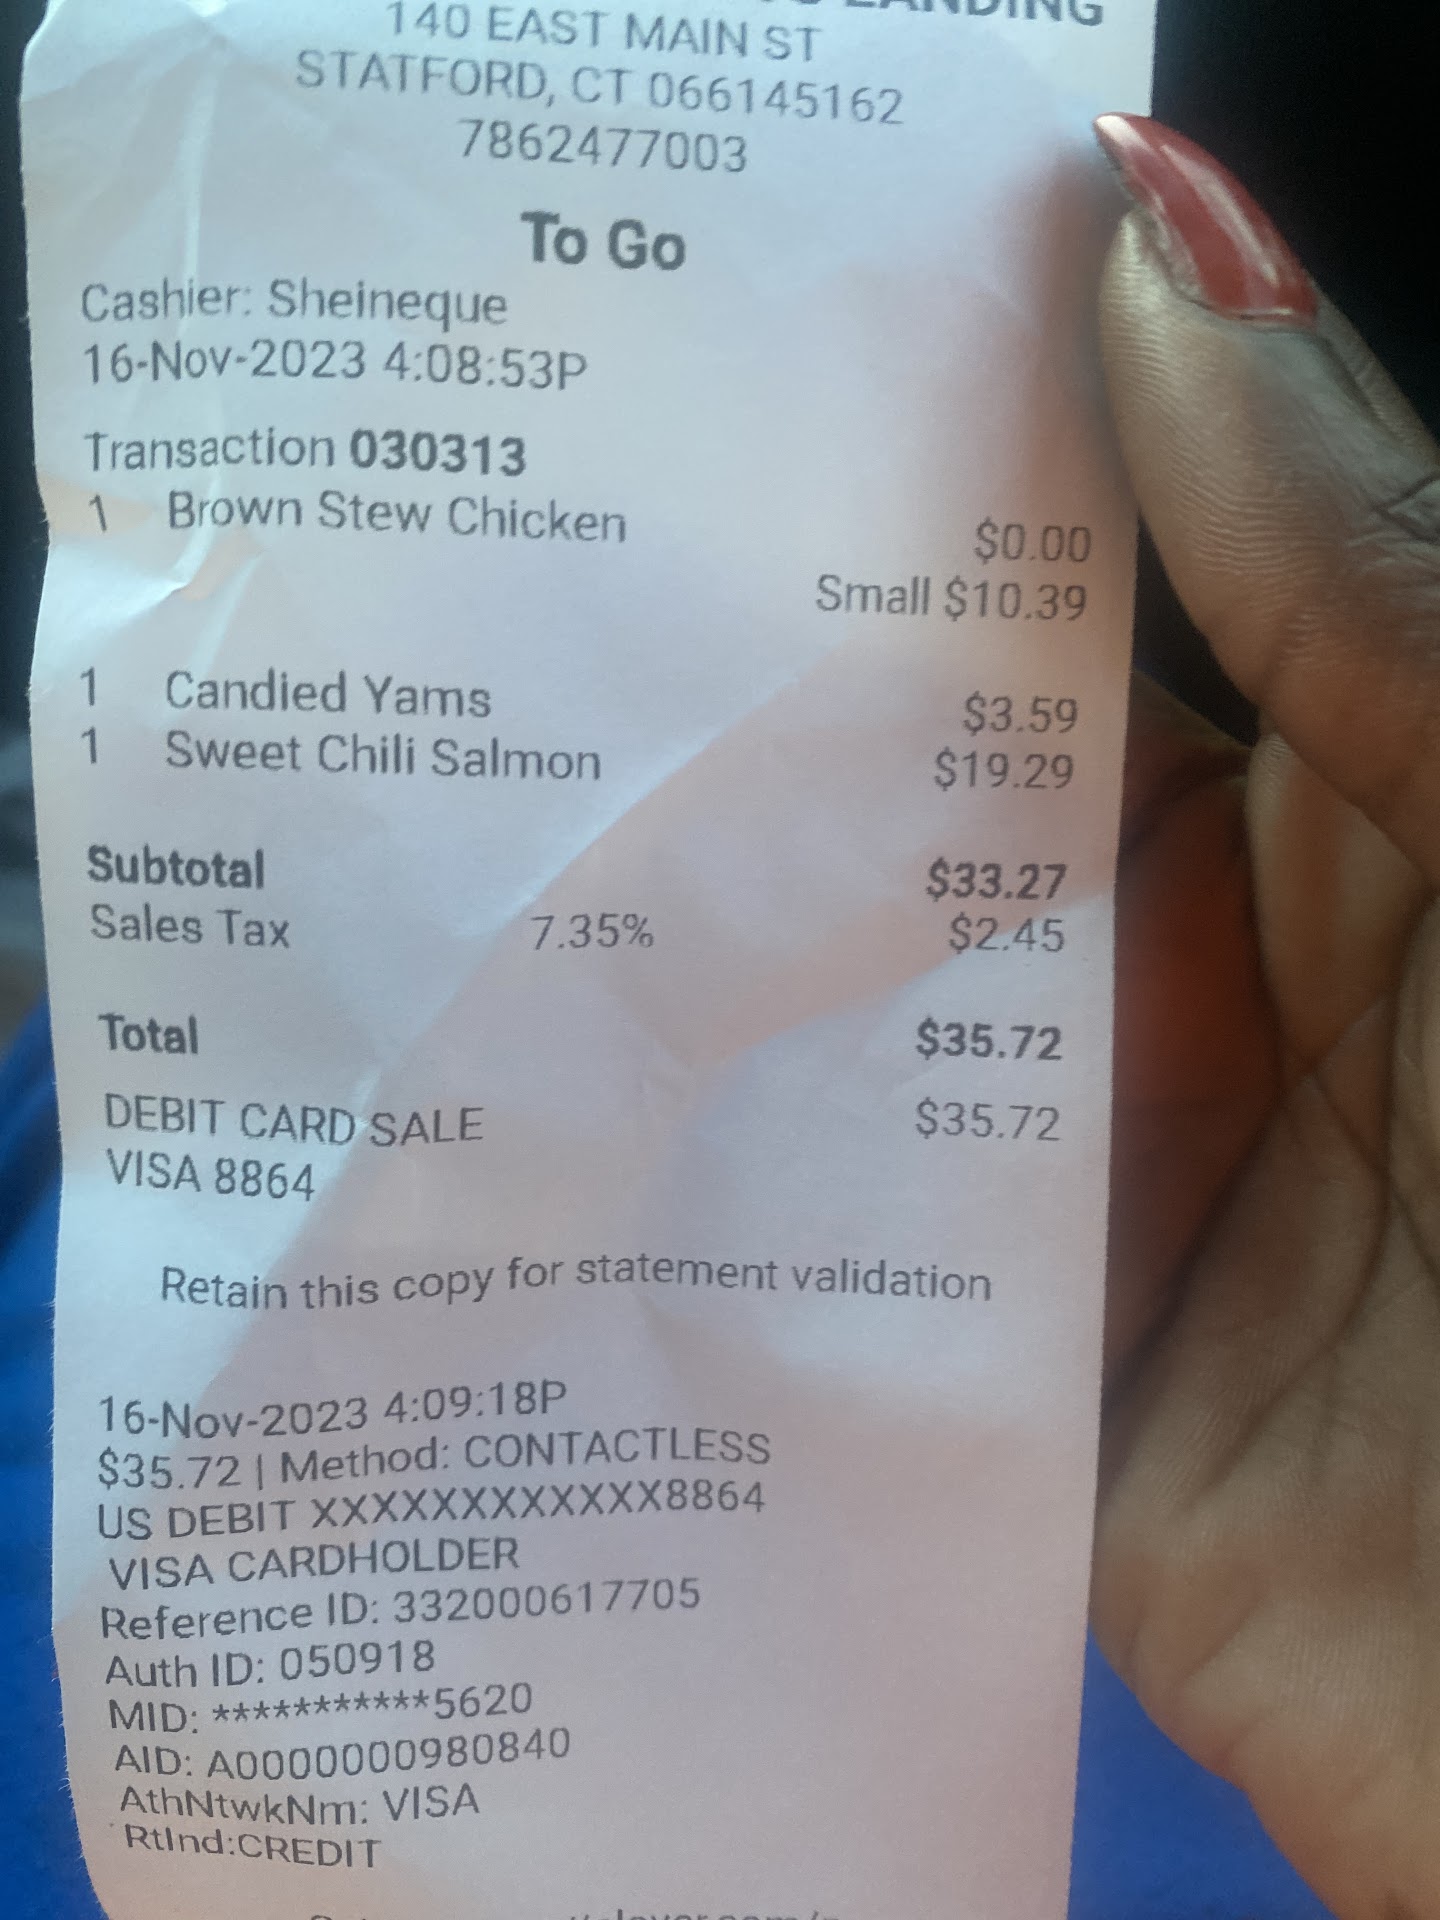 LANDING
140 EAST MAIN ST
STATFORD, CT 066145162
7862477003
To Go
Cashier: Sheineque
16-Nov-2023 4:08:53P
Transaction 030313
1 Brown Stew Chicken $0.00
Small $10.39
1 Candied Yams $3.59
1 Sweet Chili Salmon $19.29
Subtotal $33.27
Sales Tax 7.35% $2.45
Total $35.72
DEBIT CARD SALE $35.72
VISA 8864
Retain this copy for statement validation
16-Nov-2023 4:09:18P
$35.72 | Method: CONTACTLESS
US DEBIT XXXXXXXXXXXX8864
VISA CARDHOLDER
Reference ID: 332000617705
Auth ID: 050918
MID: ***********5620
AID: A0000000980840
AthNtwkNm: VISA
RtInd:CREDIT